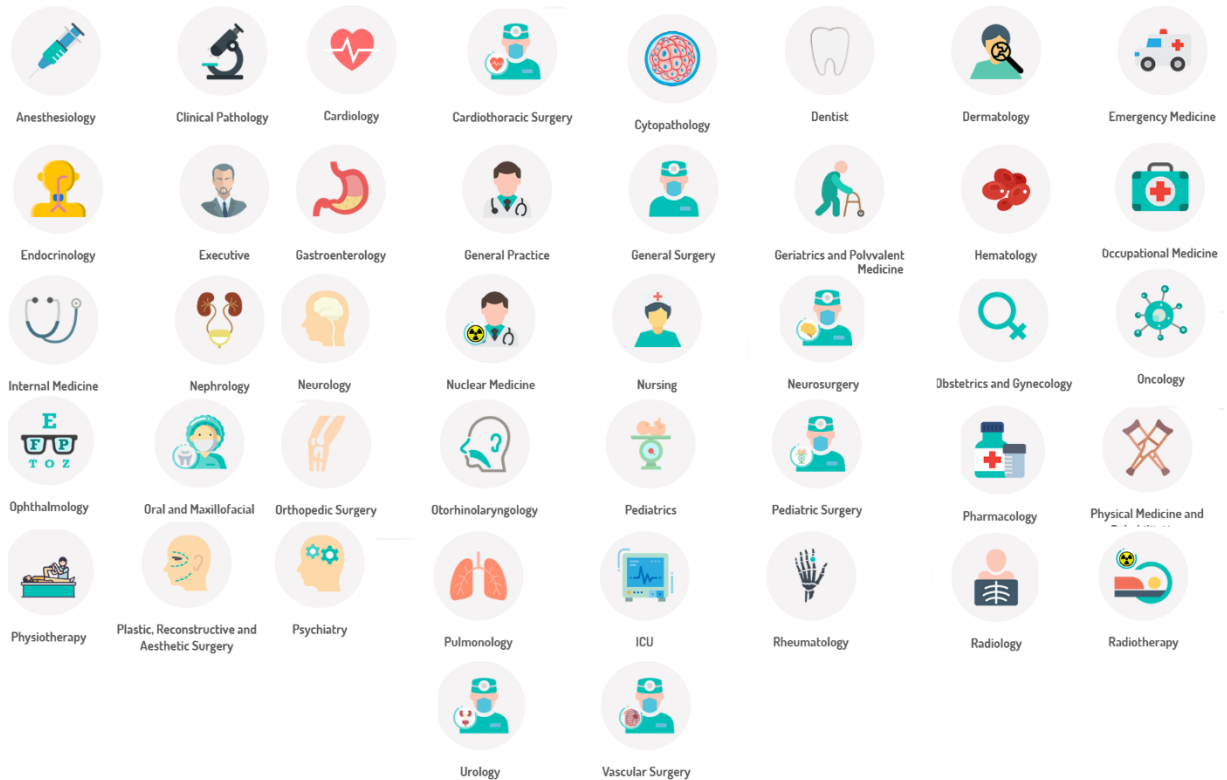 Anesthesiology
Clinical Pathology
Cardiology
Cardiothoracic Surgery
Cytopathology
Dentist
Dermatology
Emergency Medicine
Endocrinology
Executive
Gastroenterology
General Practice
General Surgery
Geriatrics and Polyvalent
Medicine
Hematology
Occupational Medicine
Internal Medicine
Nephrology
Neurology
Nuclear Medicine
Nursing
Neurosurgery
Obstetrics and Gynecology
Oncology
E
F P
T O Z
Ophthalmology
Oral and Maxillofacial
Orthopedic Surgery
Otorhinolaryngology
Pediatrics
Pediatric Surgery
Pharmacology
Physical Medicine and
Physiotherapy
Plastic, Reconstructive and
Aesthetic Surgery
Psychiatry
Pulmonology
ICU
Rheumatology
Radiology
Radiotherapy
Urology
Vascular Surgery